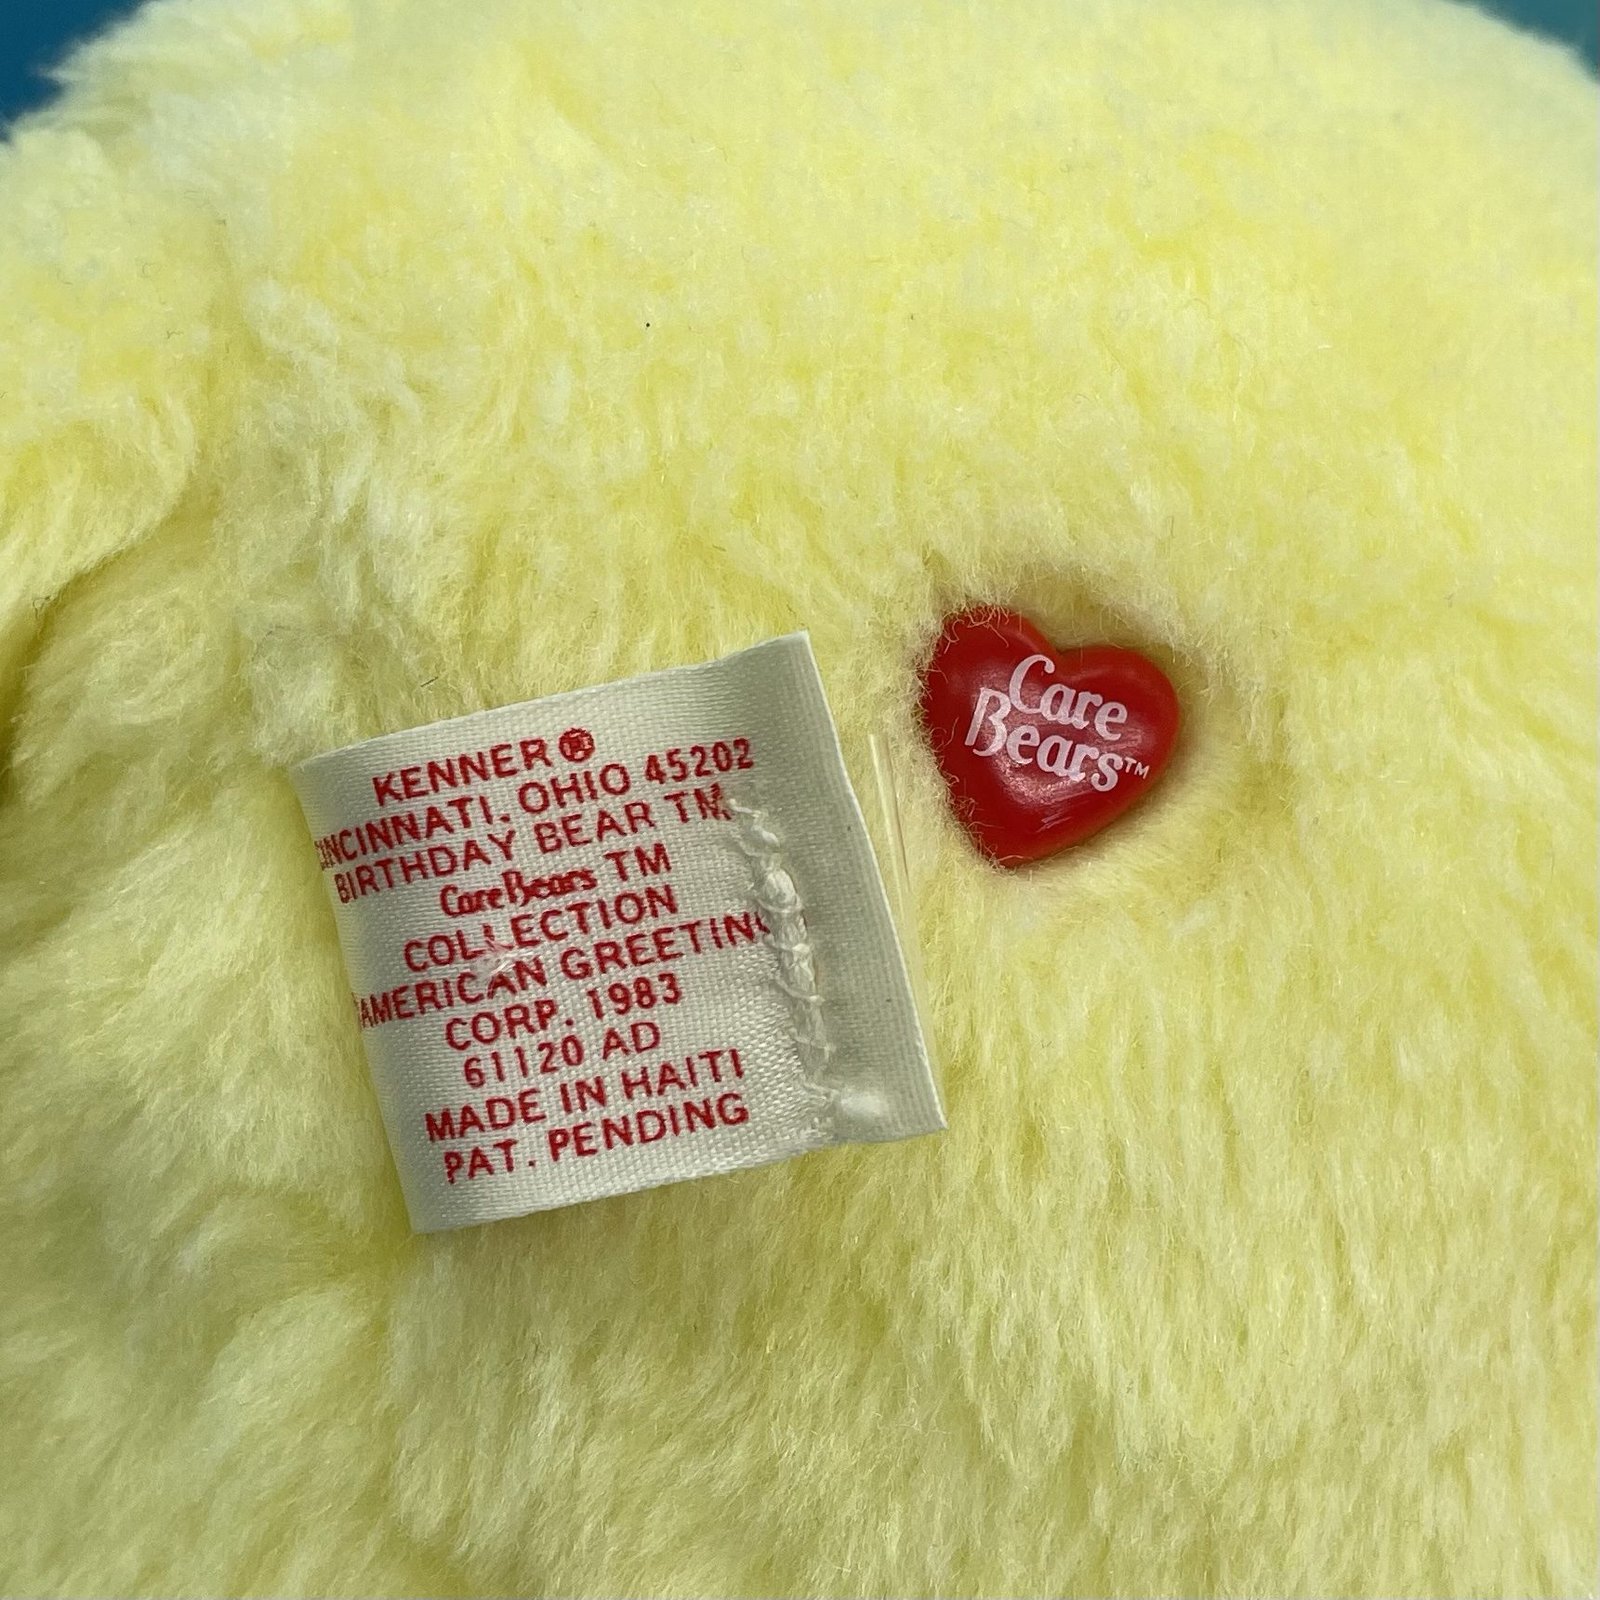 KENNER®
CINCINNATI, OHIO 45202
BIRTHDAY BEAR TM
Care Bears TM
COLLECTION
AMERICAN GREETING
CORP. 1983
61120 AD
MADE IN HAITI
PAT. PENDING
Care
Bears™